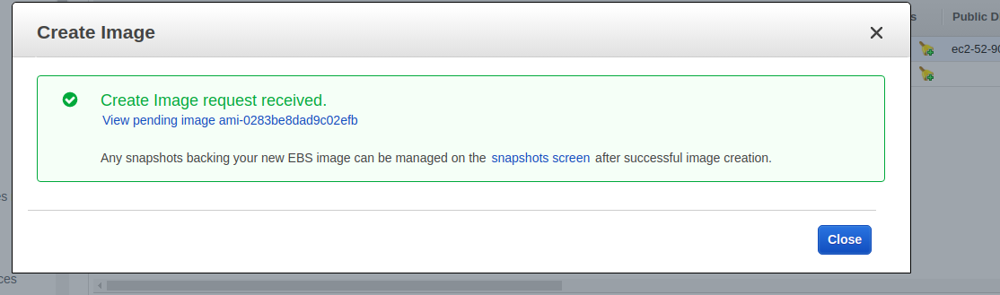 s Public D
Create Image
ec2-52-90
Create Image request received.
View pending image ami-0283be8dad9c02efb
Any snapshots backing your new EBS image can be managed on the snapshots screen after successful image creation.
es
Close
ces